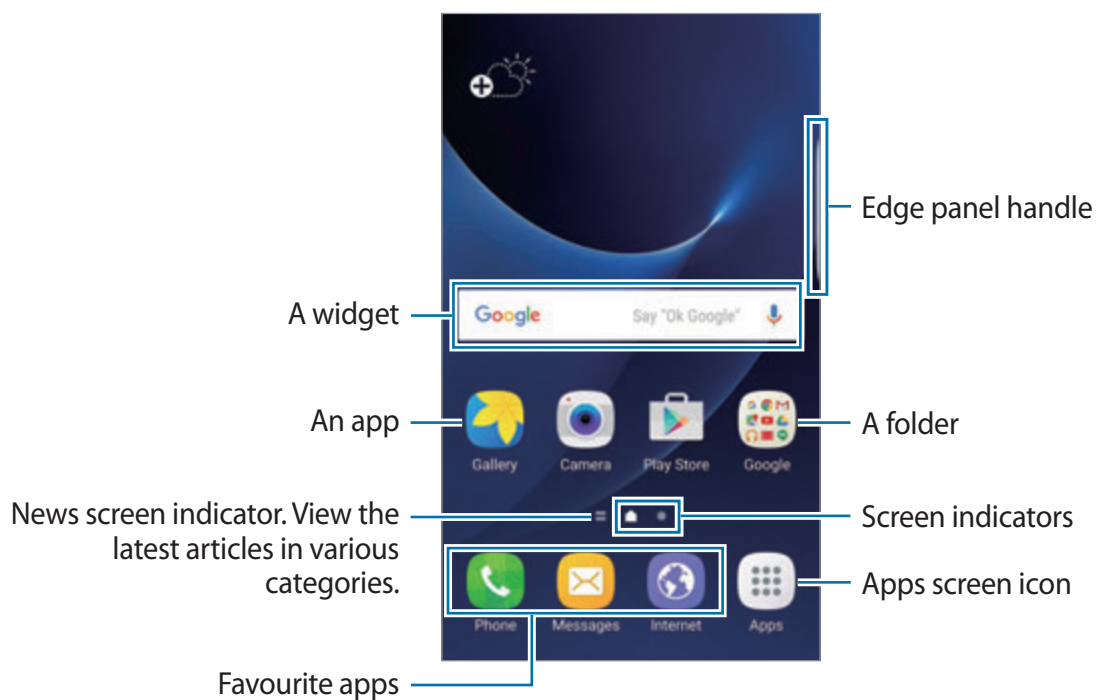 Edge panel handle
A widget
Google Say "Ok Google"
An app
A folder
Gallery Camera Play Store Google
News screen indicator. View the
latest articles in various
categories.
Screen indicators
Apps screen icon
Phone Messages Internet Apps
Favourite apps